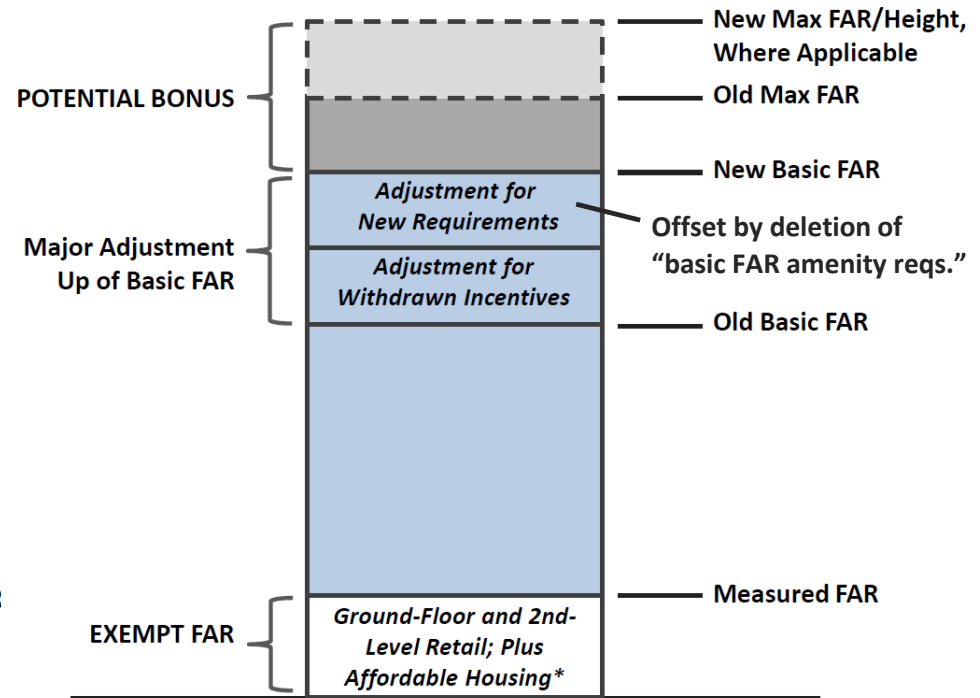 New Max FAR/Height,
Where Applicable
POTENTIAL BONUS
Old Max FAR
New Basic FAR
Adjustment for
New Requirements
Offset by deletion of
“basic FAR amenity reqs.”
Major Adjustment
Up of Basic FAR
Adjustment for
Withdrawn Incentives
Old Basic FAR
Measured FAR
EXEMPT FAR
Ground-Floor and 2nd-
Level Retail; Plus
Affordable Housing*